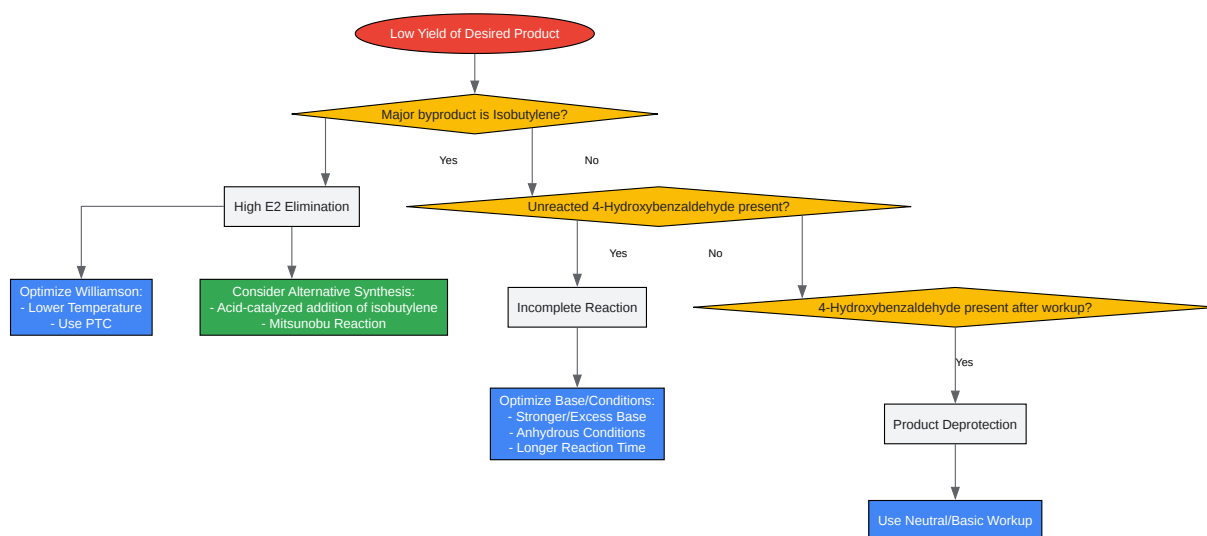 Low Yield of Desired Product
Major byproduct is Isobutylene?
Yes
No
High E2 Elimination
Unreacted 4-Hydroxybenzaldehyde present?
Yes
No
Optimize Williamson:
- Lower Temperature
- Use PTC
Consider Alternative Synthesis:
- Acid-catalyzed addition of isobutylene
- Mitsunobu Reaction
Incomplete Reaction
4-Hydroxybenzaldehyde present after workup?
Yes
Optimize Base/Conditions:
- Stronger/Excess Base
- Anhydrous Conditions
- Longer Reaction Time
Product Deprotection
Use Neutral/Basic Workup